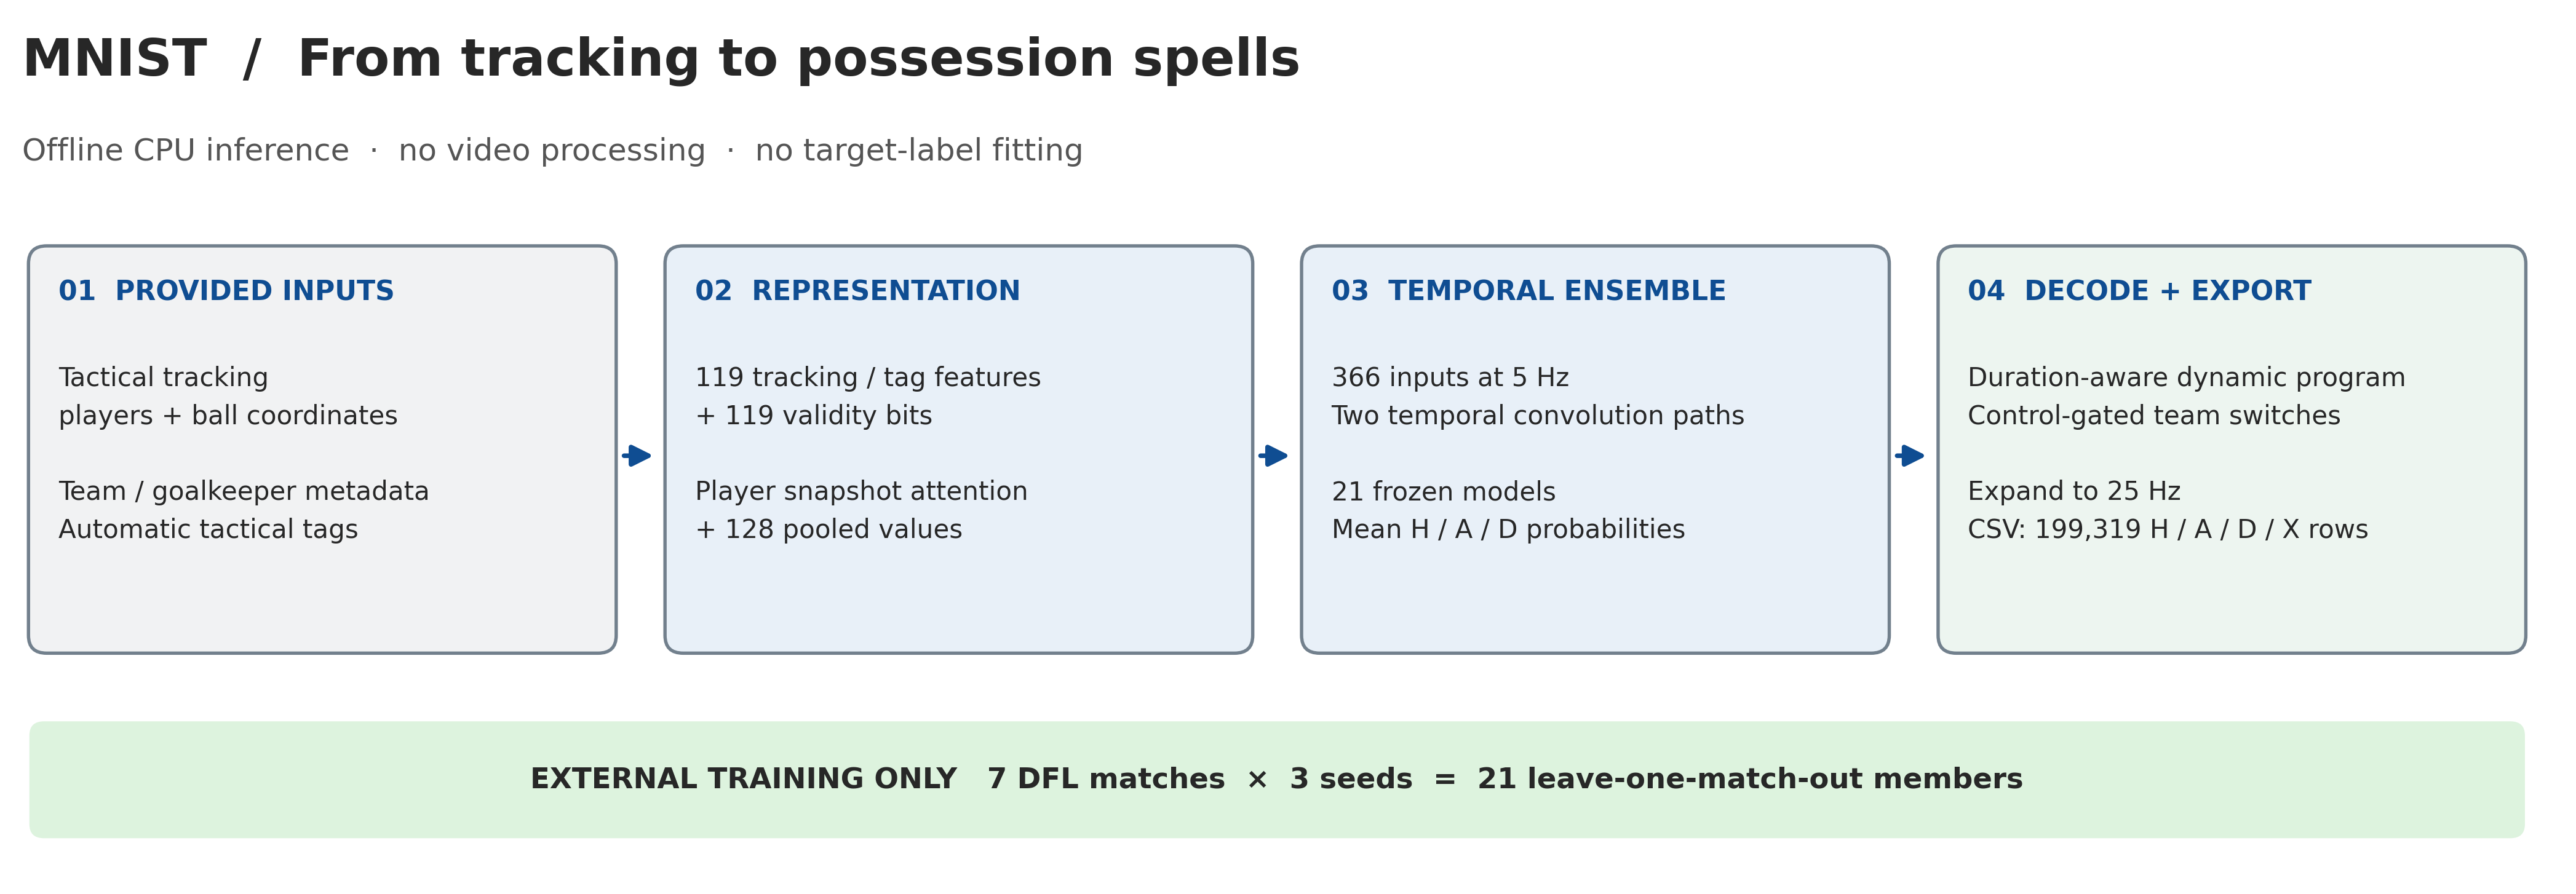 MNIST / From tracking to possession spells
Offline CPU inference · no video processing · no target-label fitting
01 PROVIDED INPUTS
Tactical tracking
players + ball coordinates
Team / goalkeeper metadata
Automatic tactical tags
02 REPRESENTATION
119 tracking / tag features
+ 119 validity bits
Player snapshot attention
+ 128 pooled values
03 TEMPORAL ENSEMBLE
366 inputs at 5 Hz
Two temporal convolution paths
21 frozen models
Mean H / A / D probabilities
04 DECODE + EXPORT
Duration-aware dynamic program
Control-gated team switches
Expand to 25 Hz
CSV: 199,319 H / A / D / X rows
EXTERNAL TRAINING ONLY 7 DFL matches × 3 seeds = 21 leave-one-match-out members